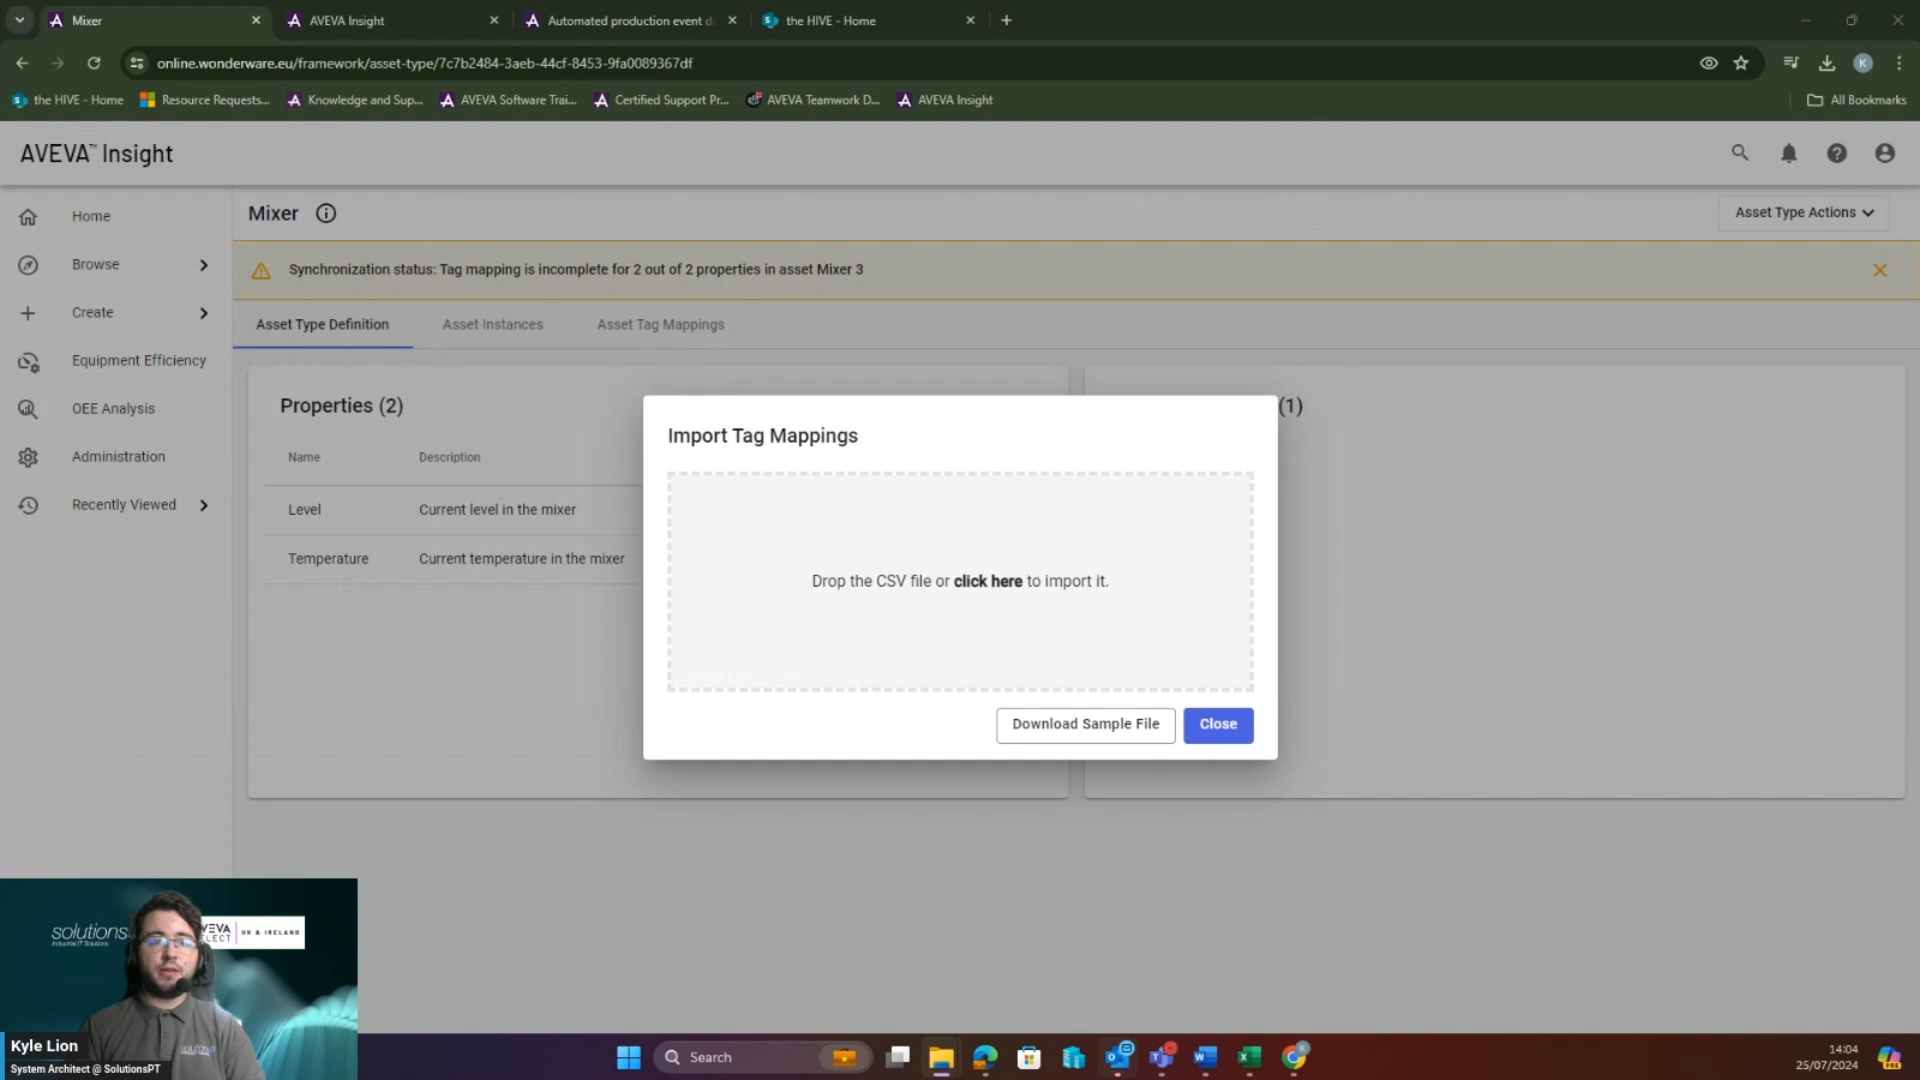 Mixer
AVEVA Insight
Automated production event d
the HIVE - Home
online.wonderware.eu/framework/asset-type/7c7b2484-3aeb-44cf-8453-9fa0089367df
K
the HIVE - Home
Resource Requests...
Knowledge and Sup...
AVEVA Software Trai...
Certified Support Pr...
AVEVA Teamwork D...
AVEVA Insight
All Bookmarks
AVEVA™ Insight
Home
Browse
Create
Equipment Efficiency
OEE Analysis
Administration
Recently Viewed
Mixer
Asset Type Actions
Synchronization status: Tag mapping is incomplete for 2 out of 2 properties in asset Mixer 3
Asset Type Definition
Asset Instances
Asset Tag Mappings
Properties (2)
(1)
Name
Description
Level
Current level in the mixer
Temperature
Current temperature in the mixer
Import Tag Mappings
Drop the CSV file or click here to import it.
Download Sample File
Close
solutions
Industrial IT Solutions
UK & IRELAND
Kyle Lion
System Architect @ SolutionsPT
Search
14:04
25/07/2024